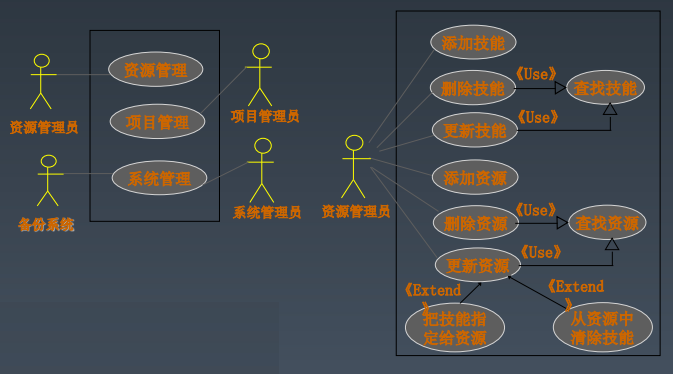 资源管理
资源管理员
项目管理
项目管理员
系统管理
备份系统
系统管理员
资源管理员
添加技能
删除技能
《Use》
查找技能
更新技能
《Use》
添加资源
删除资源
《Use》
查找资源
更新资源
《Use》
《Extend
》
《Extend
》
把技能指
定给资源
从资源中
清除技能